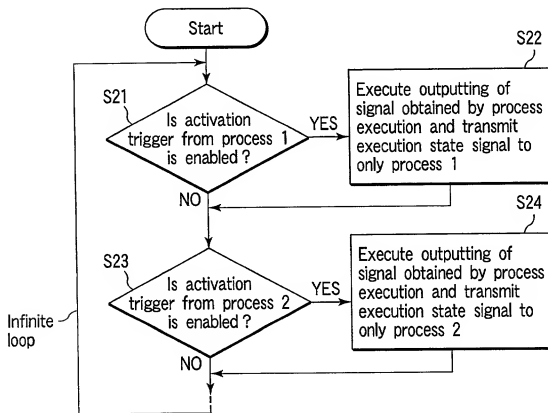 Start
S21
Is activation
trigger from process 1
is enabled ?
YES
NO
S22
Execute outputting of
signal obtained by process
execution and transmit
execution state signal to
only process 1
S23
Is activation
trigger from process 2
is enabled ?
YES
NO
S24
Execute outputting of
signal obtained by process
execution and transmit
execution state signal to
only process 2
Infinite
loop